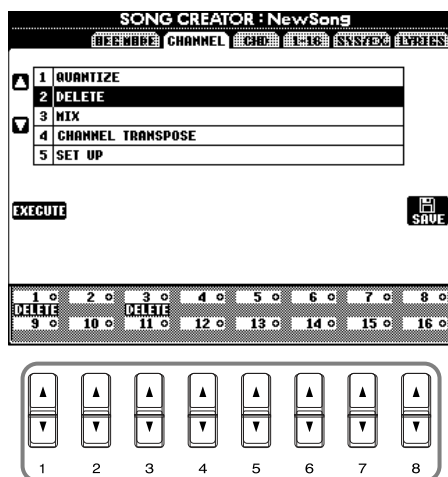 SONG CREATOR : NewSong
REC MODE CHANNEL CHD 1-16 SYS/EX. LYRICS
1 QUANTIZE
2 DELETE
3 MIX
4 CHANNEL TRANSPOSE
5 SET UP
EXECUTE
SAVE
1 2 3 4 5 6 7 8
DELETE DELETE
9 10 11 12 13 14 15 16
1 2 3 4 5 6 7 8